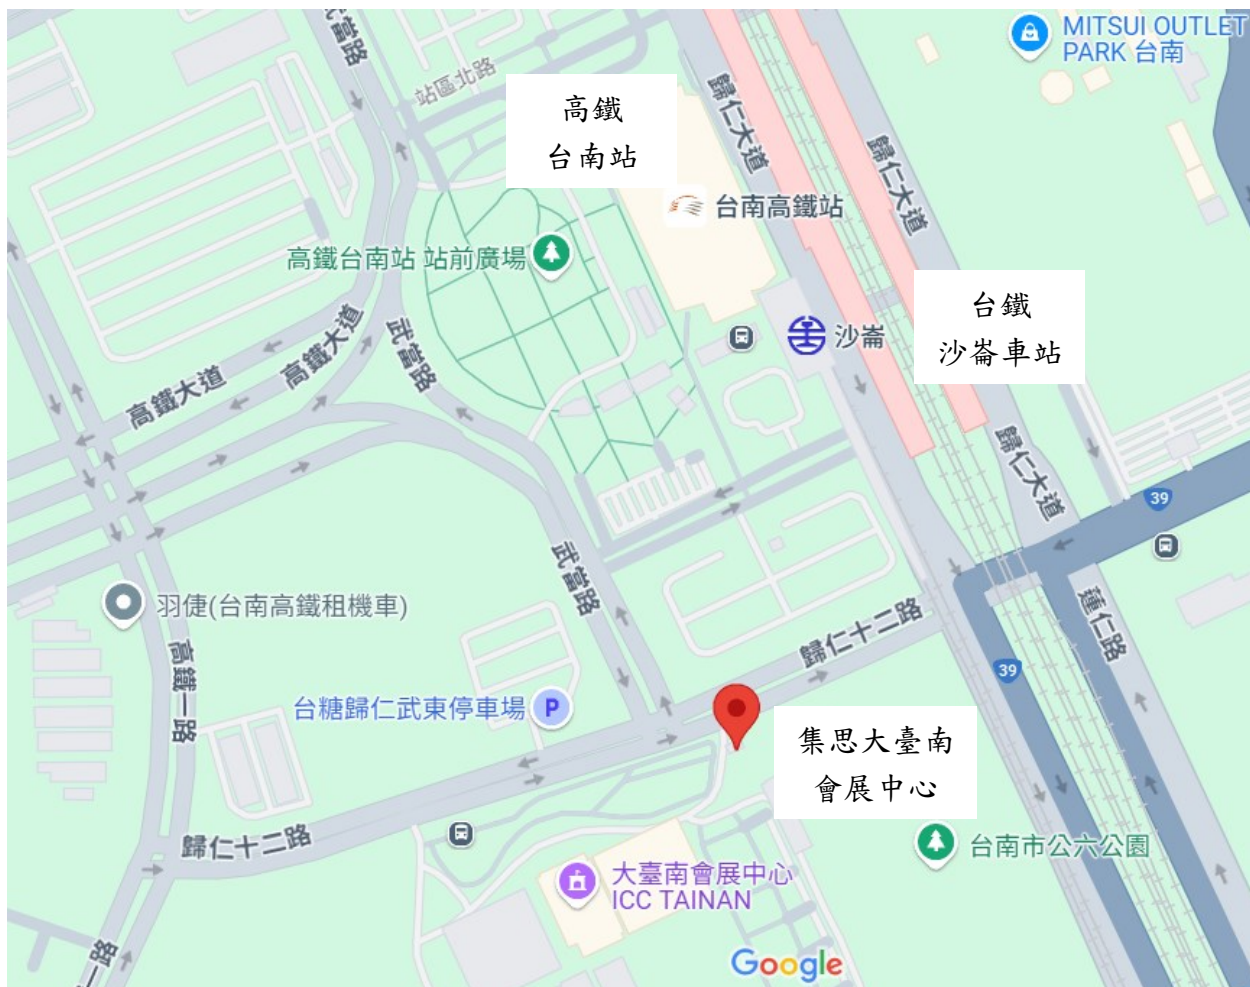 MITSUI OUTLET
PARK 台南
武當路
站區北路
高鐵
台南站
歸仁大道
歸仁大道
台南高鐵站
高鐵台南站 站前廣場
台鐵
沙崙車站
沙崙
高鐵大道
高鐵大道
武當路
歸仁大道
39
武當路
羽倢(台南高鐵租機車)
蓮仁路
歸仁十二路
39
高鐵一路
台糖歸仁武東停車場
P
集思大臺南
會展中心
歸仁十二路
台南市公六公園
大臺南會展中心
ICC TAINAN
一路
Google